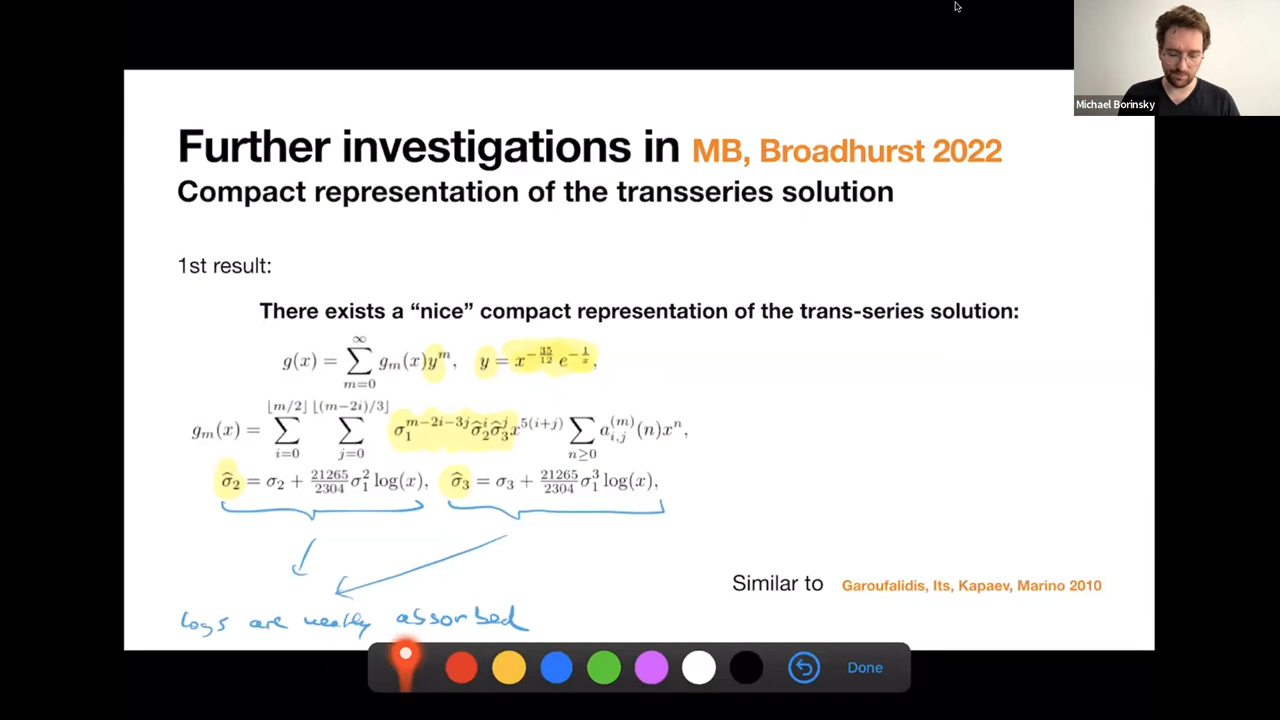 Michael Borinsky
Further investigations in MB, Broadhurst 2022
Compact representation of the transseries solution
1st result:
There exists a “nice” compact representation of the trans-series solution:
g(x) = ∑_{m=0}^{∞} g_m(x)y^m, y = x^{-35/12} e^{-1/x},
g_m(x) = ∑_{i=0}^{⌊m/2⌋} ∑_{j=0}^{⌊(m−2i)/3⌋} σ_1^{m−2i−3j} σ̂_2^i σ̂_3^j x^{5(i+j)} ∑_{n≥0} a_{i,j}^{(m)}(n)x^n,
σ̂_2 = σ_2 + 21265/2304 σ_1^2 log(x), σ̂_3 = σ_3 + 21265/2304 σ_1^3 log(x),
Similar to Garoufalidis, Its, Kapaev, Marino 2010
logs are neatly absorbed
Done